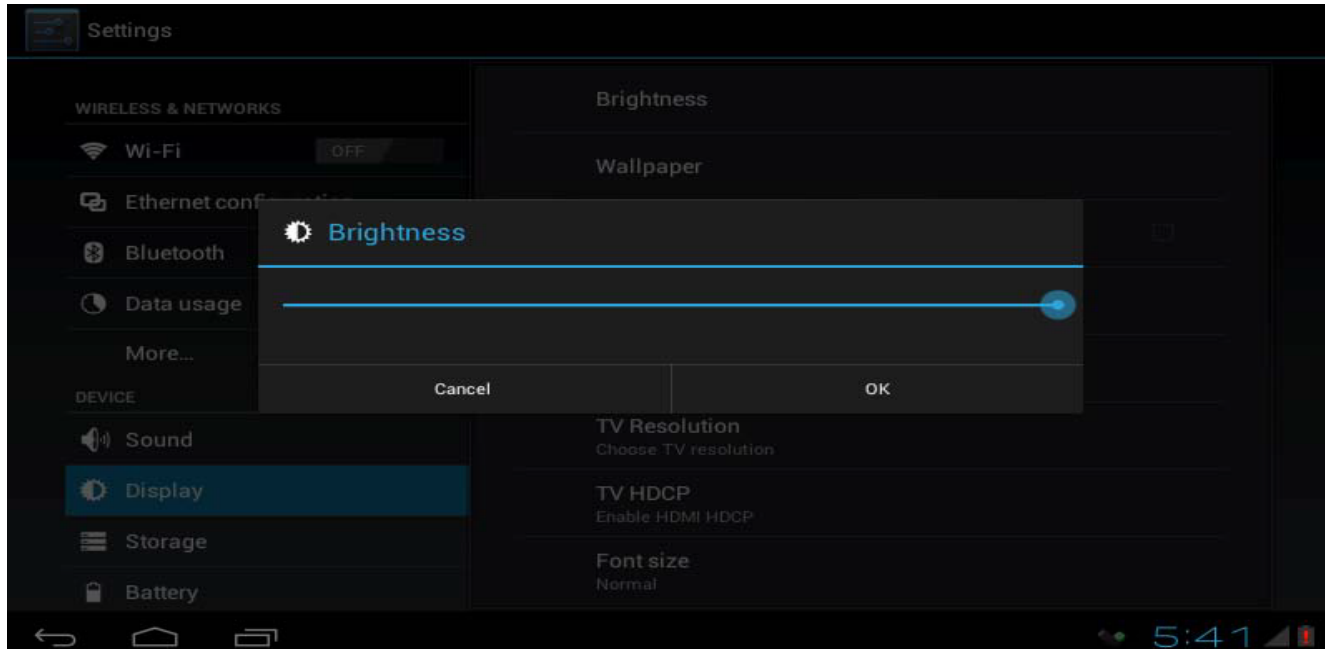 Settings
WIRELESS & NETWORKS
Wi-Fi
OFF
Ethernet conf
Bluetooth
Data usage
More...
DEVICE
Sound
Display
Storage
Battery
Brightness
Wallpaper
Brightness
Cancel
OK
TV Resolution
Choose TV resolution
TV HDCP
Enable HDMI HDCP
Font size
Normal
5:41